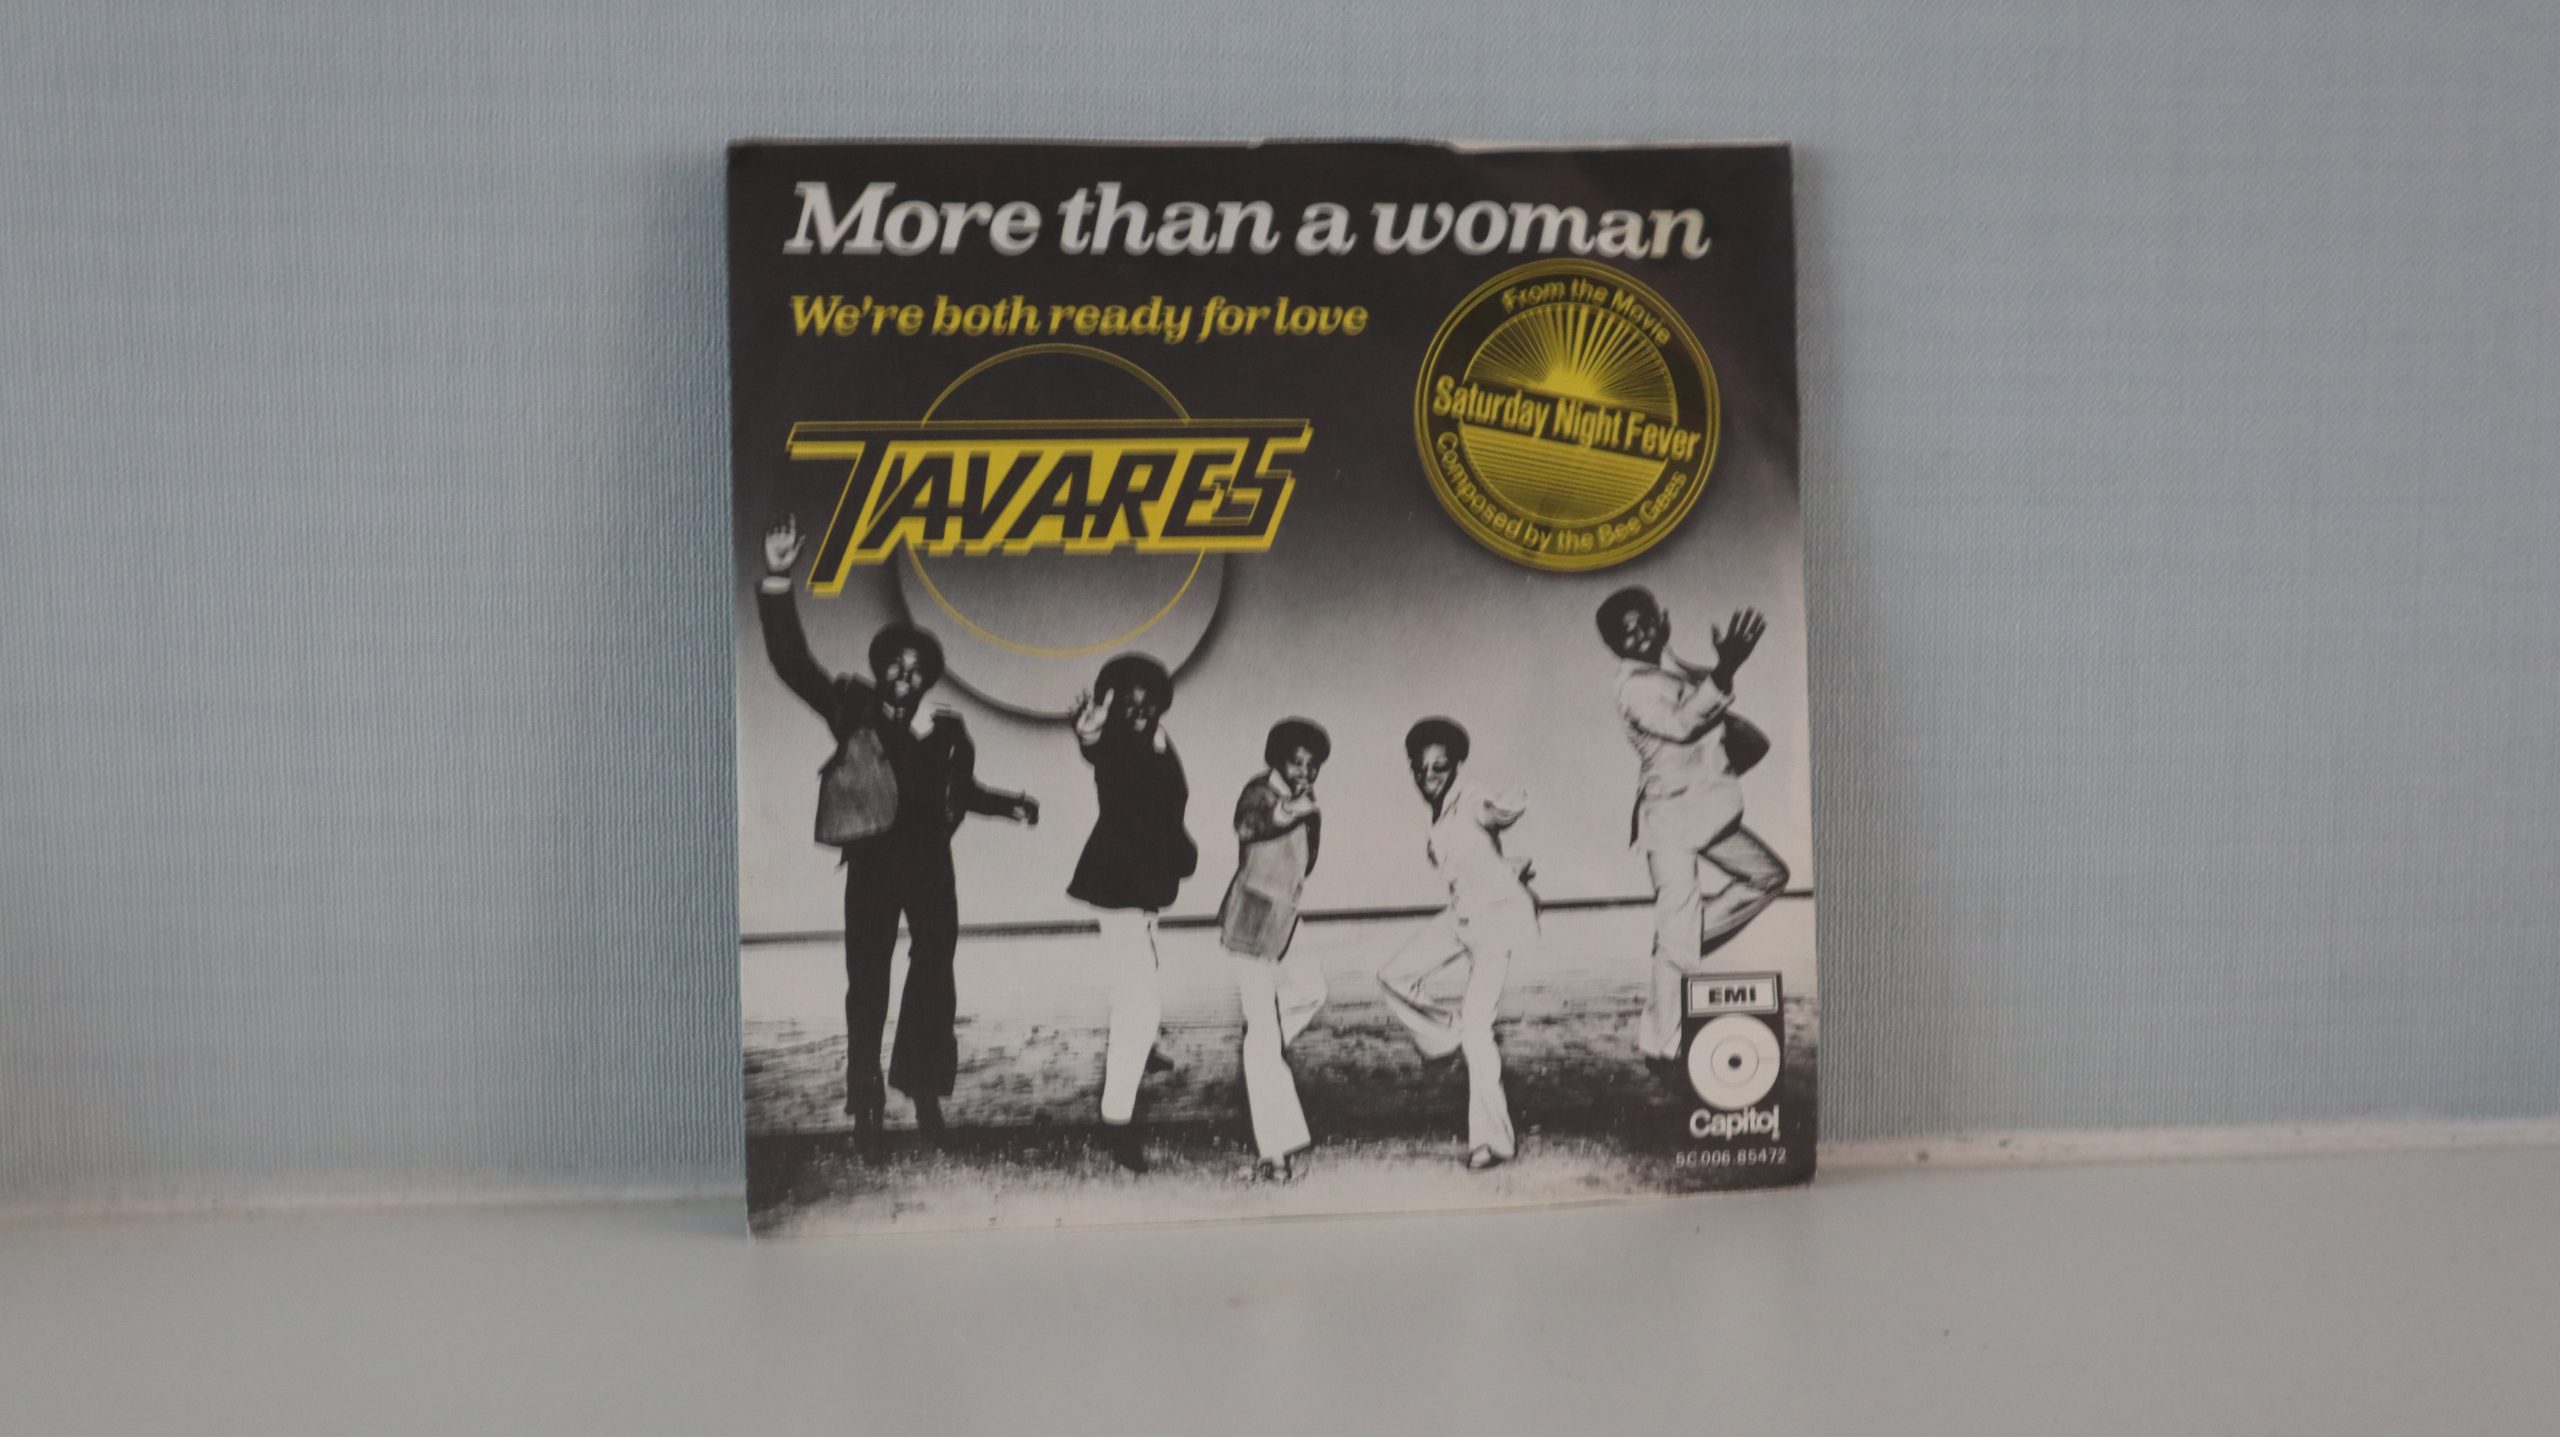 More than a woman
We're both ready for love
TAVARES
From the Movie
Saturday Night Fever
Composed by the Bee Gees
EMI
Capitol
5C 006.85472